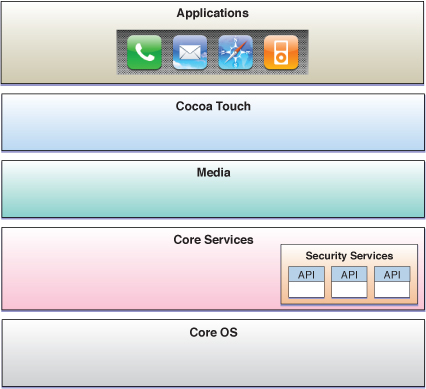 Applications
Cocoa Touch
Media
Core Services
Security Services
API API API
Core OS